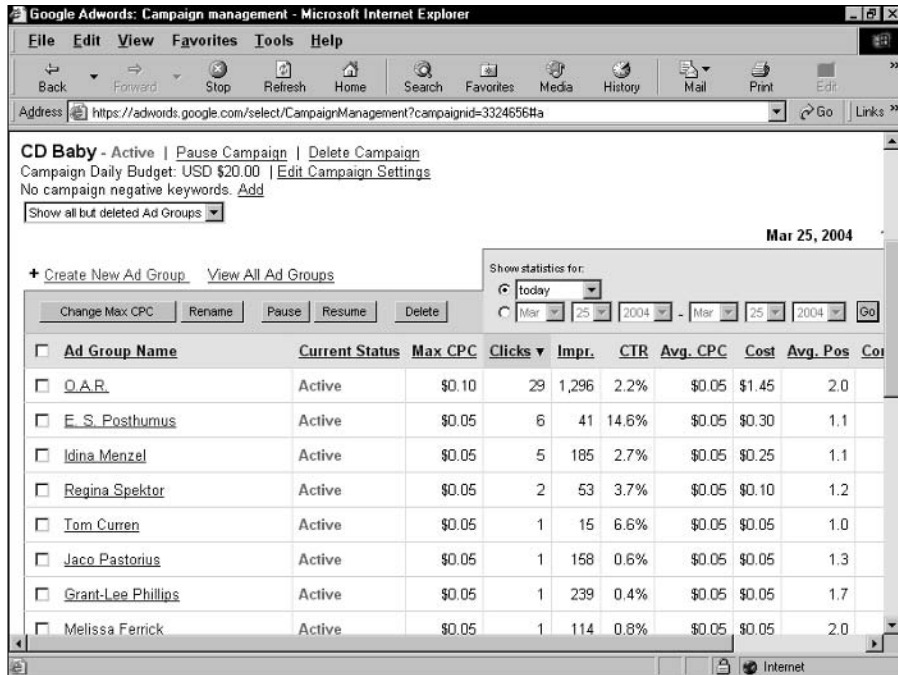 Google Adwords: Campaign management - Microsoft Internet Explorer
File Edit View Favorites Tools Help
Back Forward Stop Refresh Home Search Favorites Media History Mail Print Edit
Address https://adwords.google.com/select/CampaignManagement?campaignid=3324656#a Go Links »
CD Baby - Active | Pause Campaign | Delete Campaign
Campaign Daily Budget: USD $20.00 | Edit Campaign Settings
No campaign negative keywords. Add
Show all but deleted Ad Groups
Mar 25, 2004
+ Create New Ad Group View All Ad Groups
Show statistics for:
today
Mar 25 2004 - Mar 25 2004 Go
Change Max CPC Rename Pause Resume Delete
Ad Group Name Current Status Max CPC Clicks ▼ Impr. CTR Avg. CPC Cost Avg. Pos Co
O.A.R. Active $0.10 29 1,296 2.2% $0.05 $1.45 2.0
E. S. Posthumus Active $0.05 6 41 14.6% $0.05 $0.30 1.1
Idina Menzel Active $0.05 5 185 2.7% $0.05 $0.25 1.1
Regina Spektor Active $0.05 2 53 3.7% $0.05 $0.10 1.2
Tom Curren Active $0.05 1 15 6.6% $0.05 $0.05 1.0
Jaco Pastorius Active $0.05 1 158 0.6% $0.05 $0.05 1.3
Grant-Lee Phillips Active $0.05 1 239 0.4% $0.05 $0.05 1.7
Melissa Ferrick Active $0.05 1 114 0.8% $0.05 $0.05 2.0
Internet